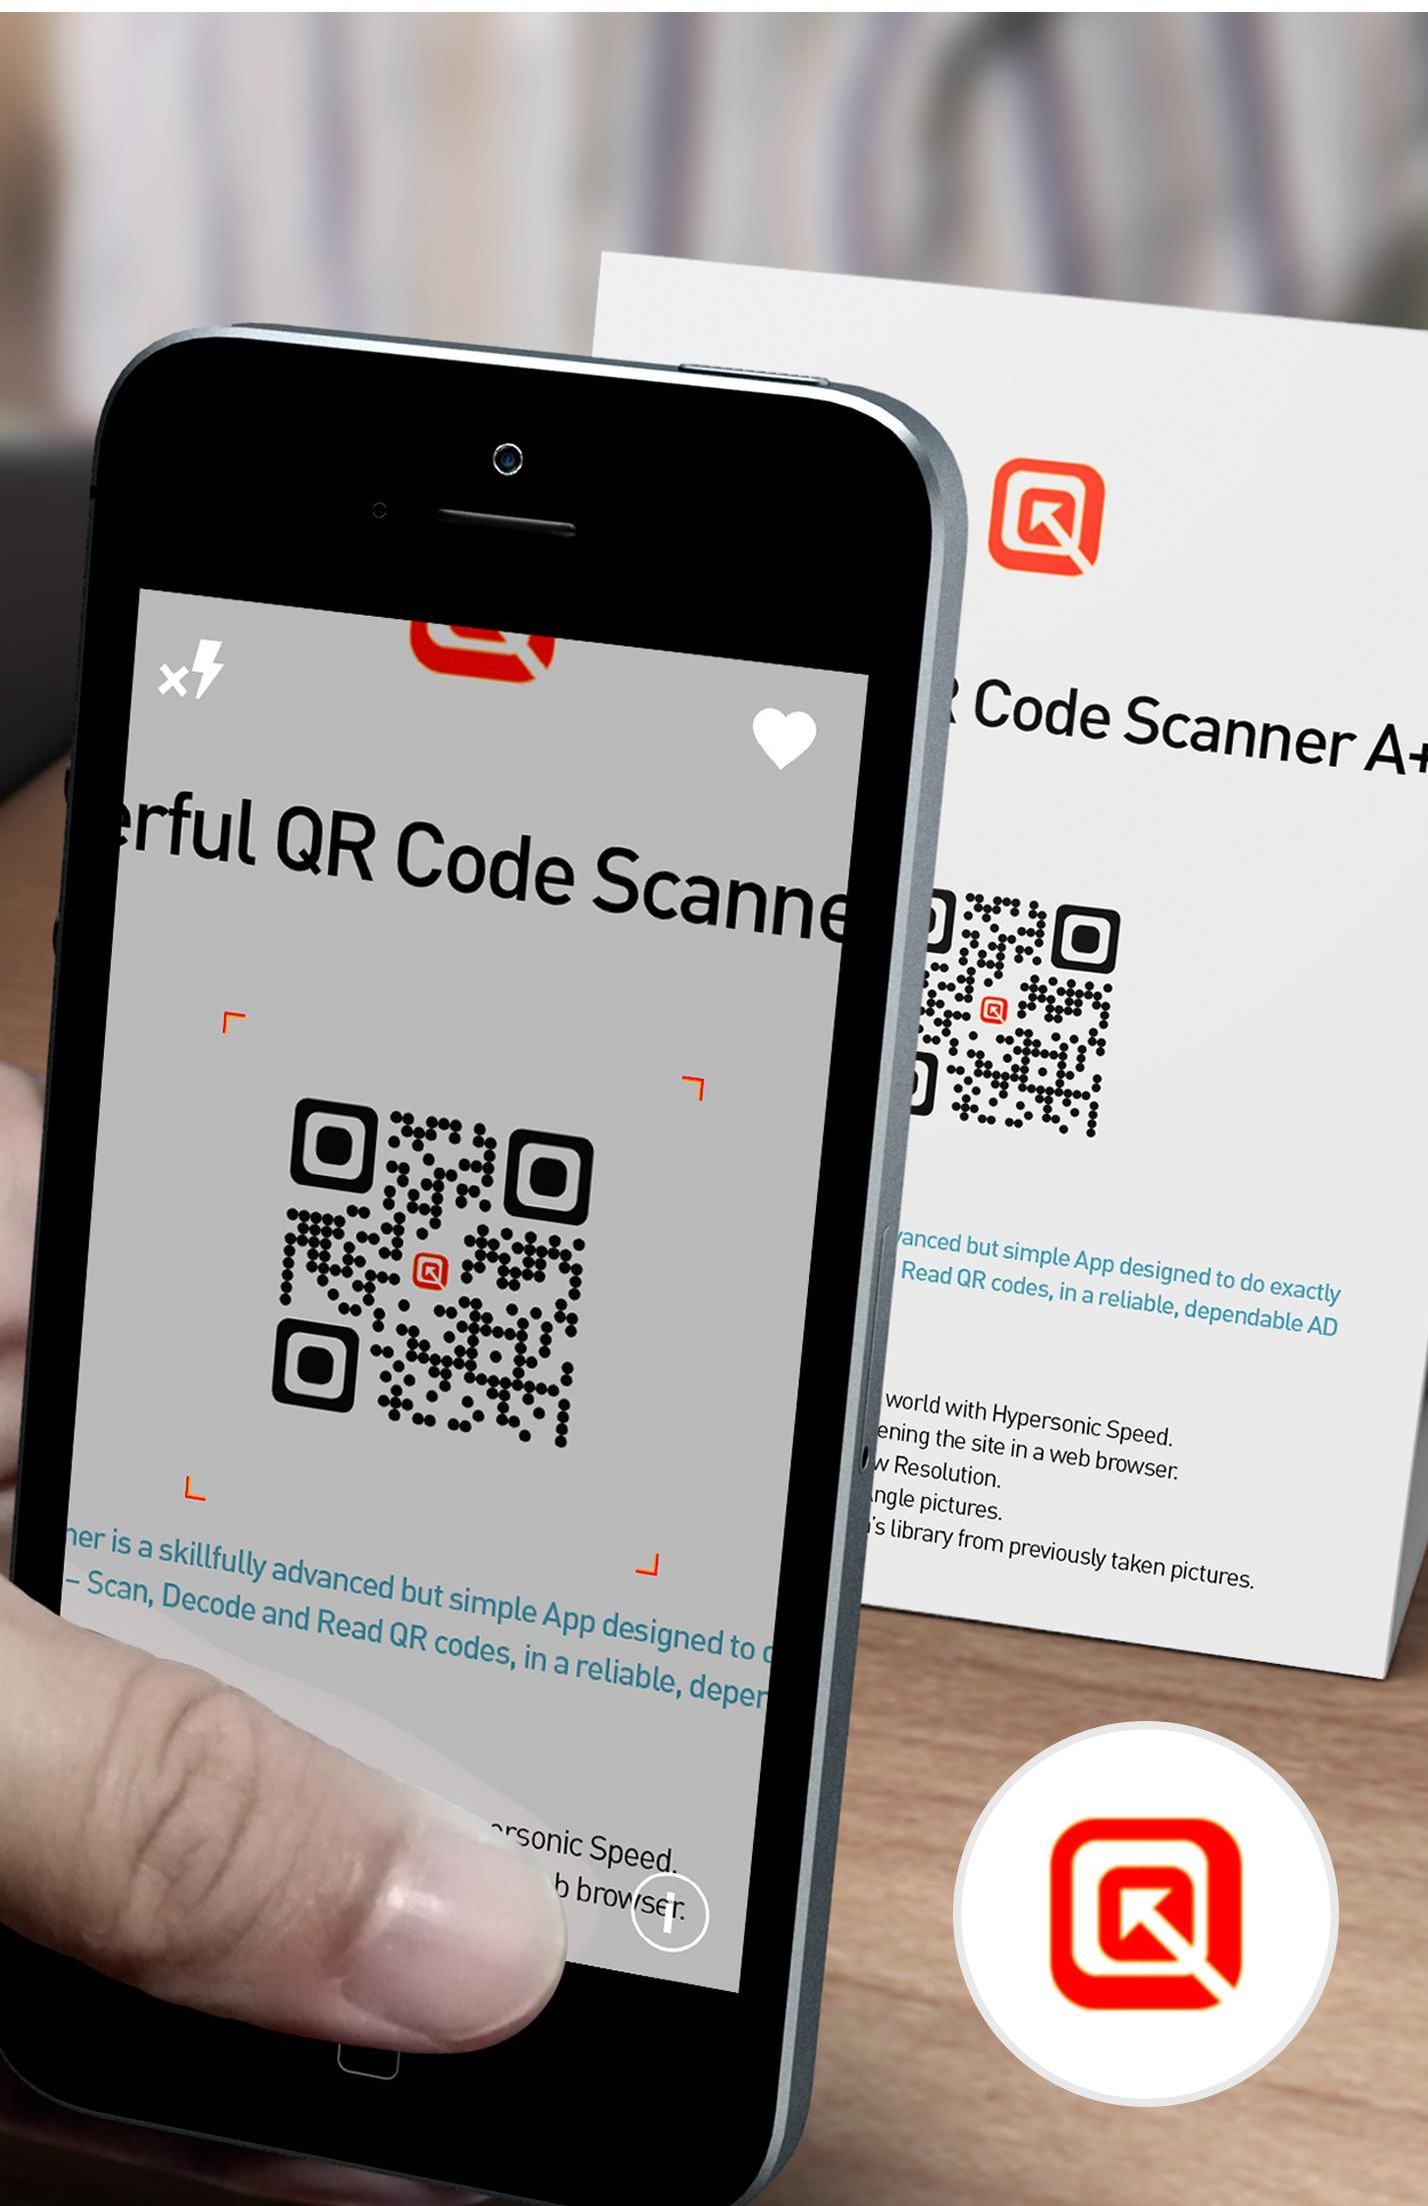 Code Scanner A+
erful QR Code Scanne
anced but simple App designed to do exactly
Read QR codes, in a reliable, dependable AD
world with Hypersonic Speed.
ening the site in a web browser.
w Resolution.
ngle pictures.
's library from previously taken pictures.
ner is a skillfully advanced but simple App designed to
– Scan, Decode and Read QR codes, in a reliable, deper
ersonic Speed.
b browser.